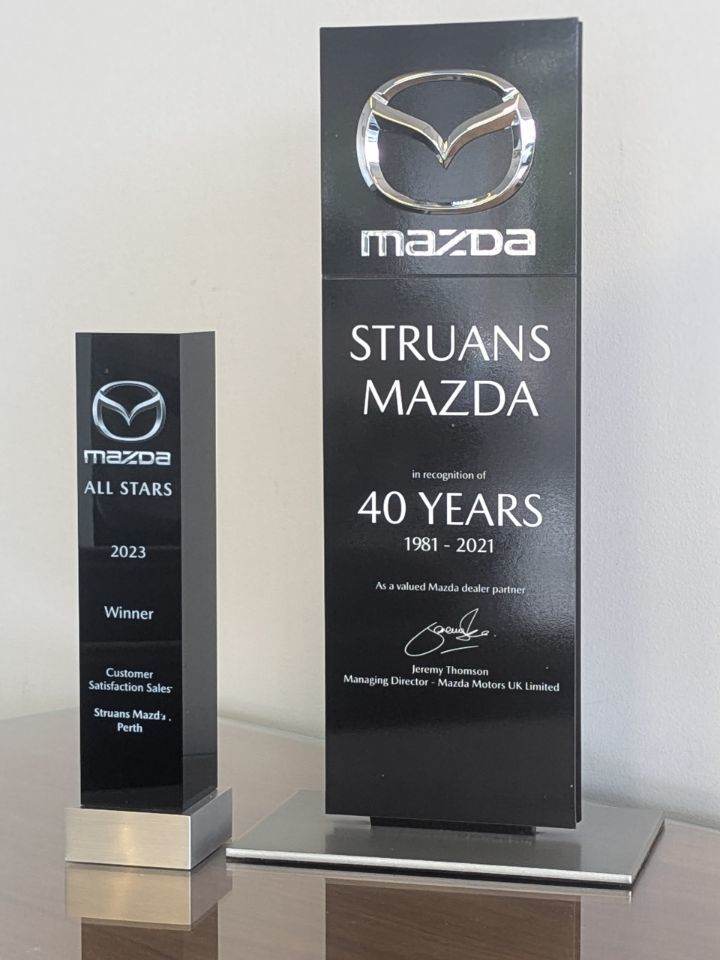 mazda
ALL STARS
2023
Winner
Customer
Satisfaction Sales
Struans Mazda
Perth
mazda
STRUANS
MAZDA
in recognition of
40 YEARS
1981 - 2021
As a valued Mazda dealer partner
Jeremy Thomson
Managing Director - Mazda Motors UK Limited